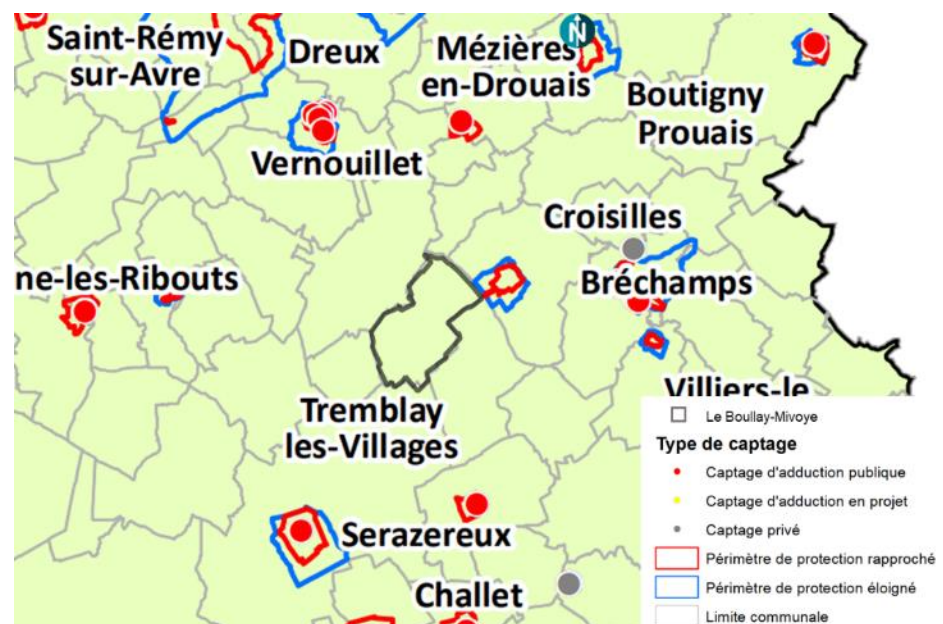 Saint-Rémy
sur-Avre
Dreux
Mézières
en-Drouais
N
Boutigny
Prouais
Vernouillet
Croisilles
ne-les-Ribouts
Bréchamps
Villiers-le
Tremblay
les-Villages
Serazereux
Challet
Le Boullay-Mivoye
Type de captage
Captage d'adduction publique
Captage d'adduction en projet
Captage privé
Périmètre de protection rapproché
Périmètre de protection éloigné
Limite communale